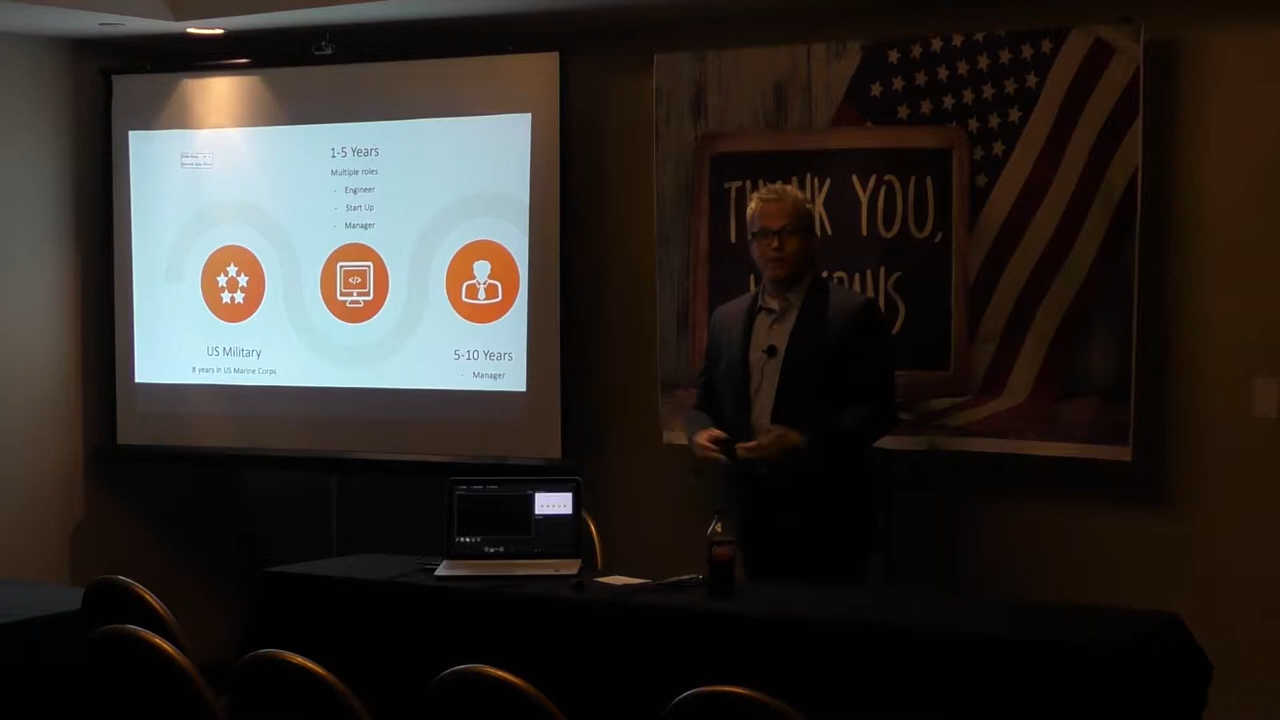 1-5 Years
Multiple roles
- Engineer
- Start Up
- Manager
US Military
8 years in US Marine Corps
5-10 Years
- Manager
</>
THANK YOU,